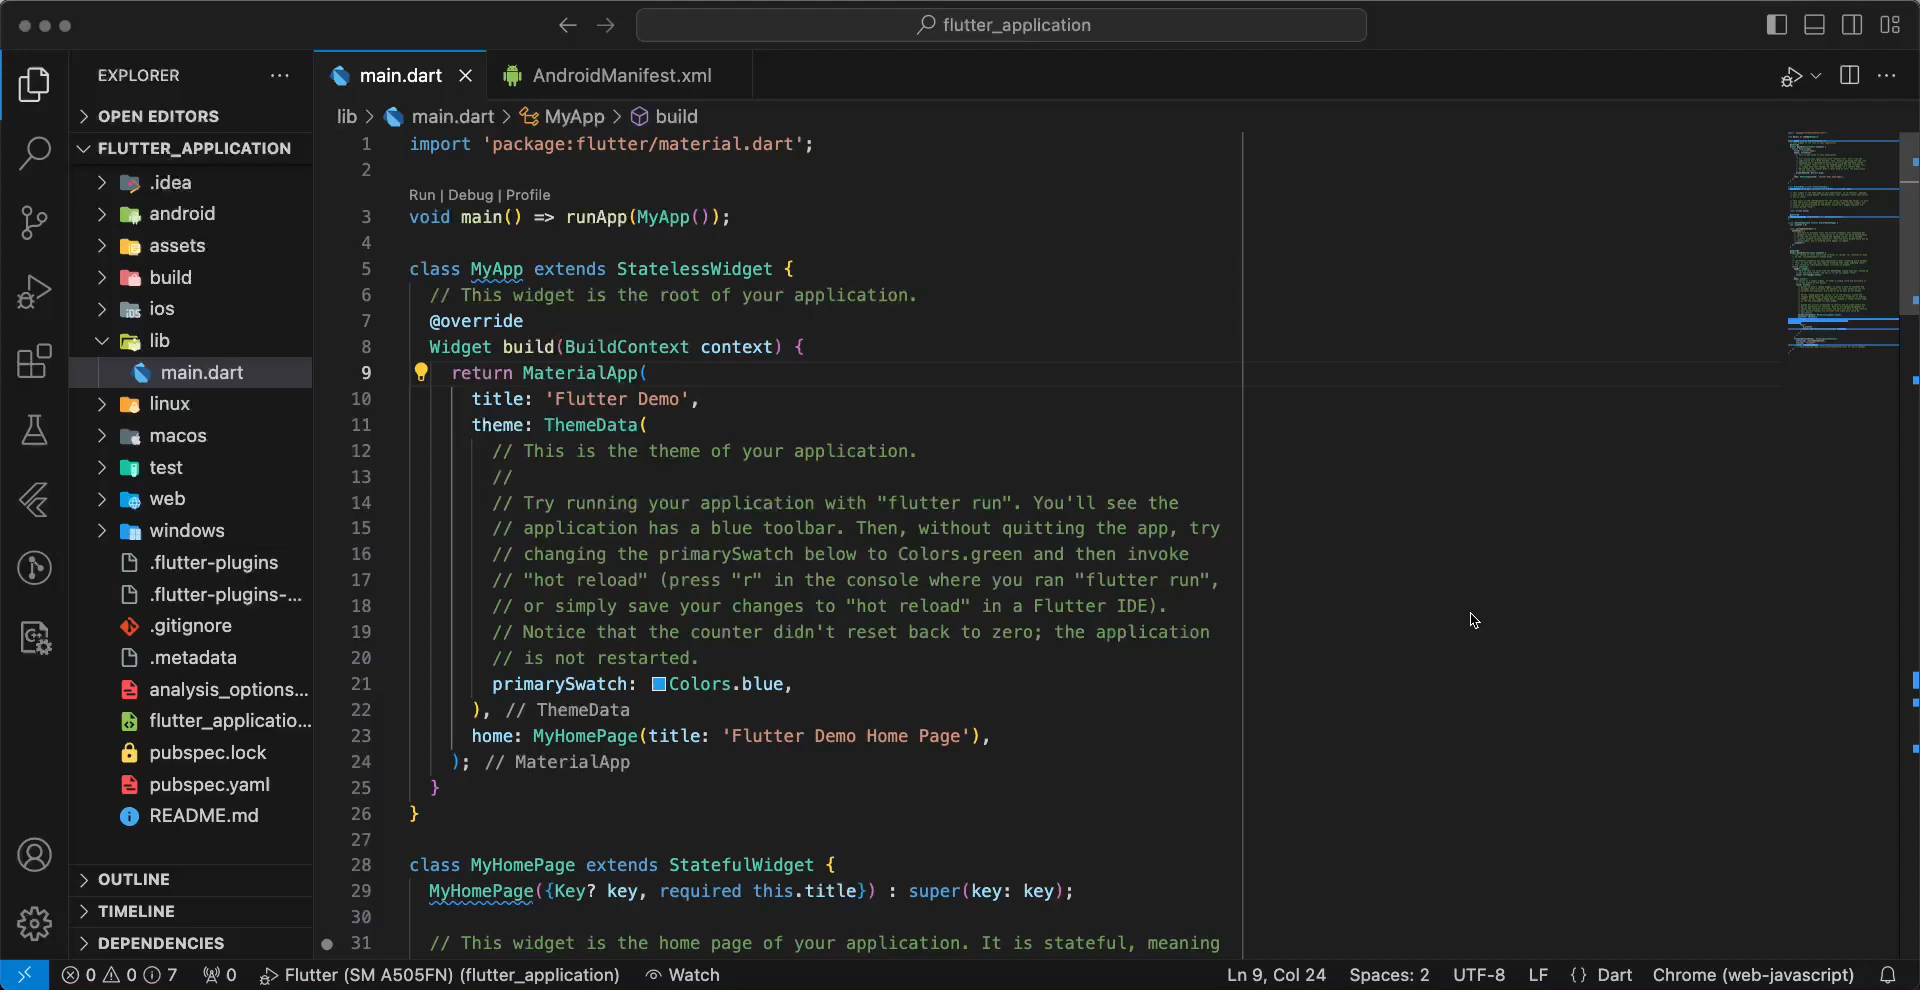 flutter_application
EXPLORER
OPEN EDITORS
FLUTTER_APPLICATION
.idea
android
assets
build
ios
lib
main.dart
linux
macos
test
web
windows
.flutter-plugins
.flutter-plugins-...
.gitignore
.metadata
analysis_options...
flutter_applicatio...
pubspec.lock
pubspec.yaml
README.md
OUTLINE
TIMELINE
DEPENDENCIES
main.dart
AndroidManifest.xml
lib > main.dart > MyApp > build
1 import 'package:flutter/material.dart';
2
Run | Debug | Profile
3 void main() => runApp(MyApp());
4
5 class MyApp extends StatelessWidget {
6 // This widget is the root of your application.
7 @override
8 Widget build(BuildContext context) {
9 return MaterialApp(
10 title: 'Flutter Demo',
11 theme: ThemeData(
12 // This is the theme of your application.
13 //
14 // Try running your application with "flutter run". You'll see the
15 // application has a blue toolbar. Then, without quitting the app, try
16 // changing the primarySwatch below to Colors.green and then invoke
17 // "hot reload" (press "r" in the console where you ran "flutter run",
18 // or simply save your changes to "hot reload" in a Flutter IDE).
19 // Notice that the counter didn't reset back to zero; the application
20 // is not restarted.
21 primarySwatch: Colors.blue,
22 ), // ThemeData
23 home: MyHomePage(title: 'Flutter Demo Home Page'),
24 ); // MaterialApp
25 }
26 }
27
28 class MyHomePage extends StatefulWidget {
29 MyHomePage({Key? key, required this.title}) : super(key: key);
30
31 // This widget is the home page of your application. It is stateful, meaning
0 0 7 0 Flutter (SM A505FN) (flutter_application) Watch Ln 9, Col 24 Spaces: 2 UTF-8 LF {} Dart Chrome (web-javascript)